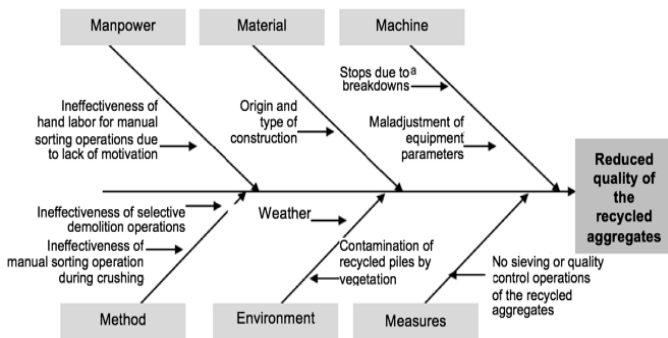 Manpower
Material
Machine
Stops due to a
breakdowns
Ineffectiveness of
hand labor for manual
sorting operations due
to lack of motivation
Origin and
type of
construction
Maladjustment of
equipment
parameters
Reduced
quality of
the
recycled
aggregates
Ineffectiveness of selective
demolition operations
Ineffectiveness of
manual sorting operation
during crushing
Weather
Contamination of
recycled piles by
vegetation
No sieving or quality
control operations
of the recycled
aggregates
Method
Environment
Measures